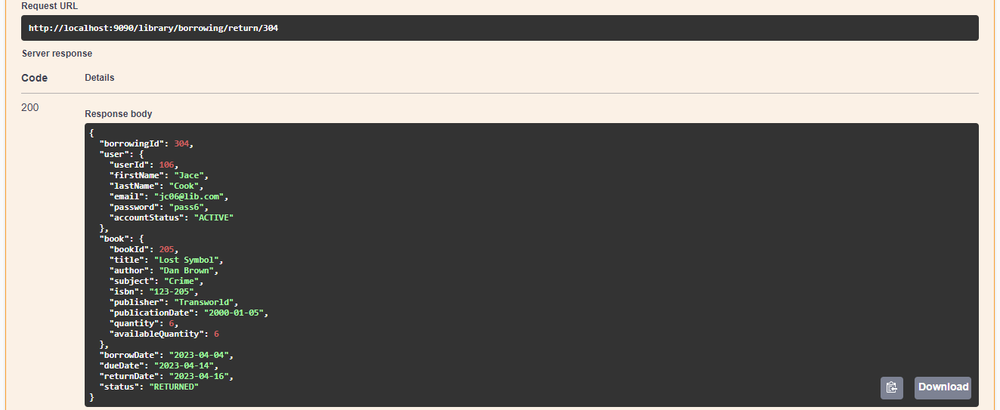 Request URL
http://localhost:9090/library/borrowing/return/304
Server response
Code Details
200
Response body
{
  "borrowingId": 304,
  "user": {
    "userId": 106,
    "firstName": "Jace",
    "lastName": "Cook",
    "email": "jc06@lib.com",
    "password": "pass6",
    "accountStatus": "ACTIVE"
  },
  "book": {
    "bookId": 205,
    "title": "Lost Symbol",
    "author": "Dan Brown",
    "subject": "Crime",
    "isbn": "123-205",
    "publisher": "Transworld",
    "publicationDate": "2000-01-05",
    "quantity": 6,
    "availableQuantity": 6
  },
  "borrowDate": "2023-04-04",
  "dueDate": "2023-04-14",
  "returnDate": "2023-04-16",
  "status": "RETURNED"
}
Download